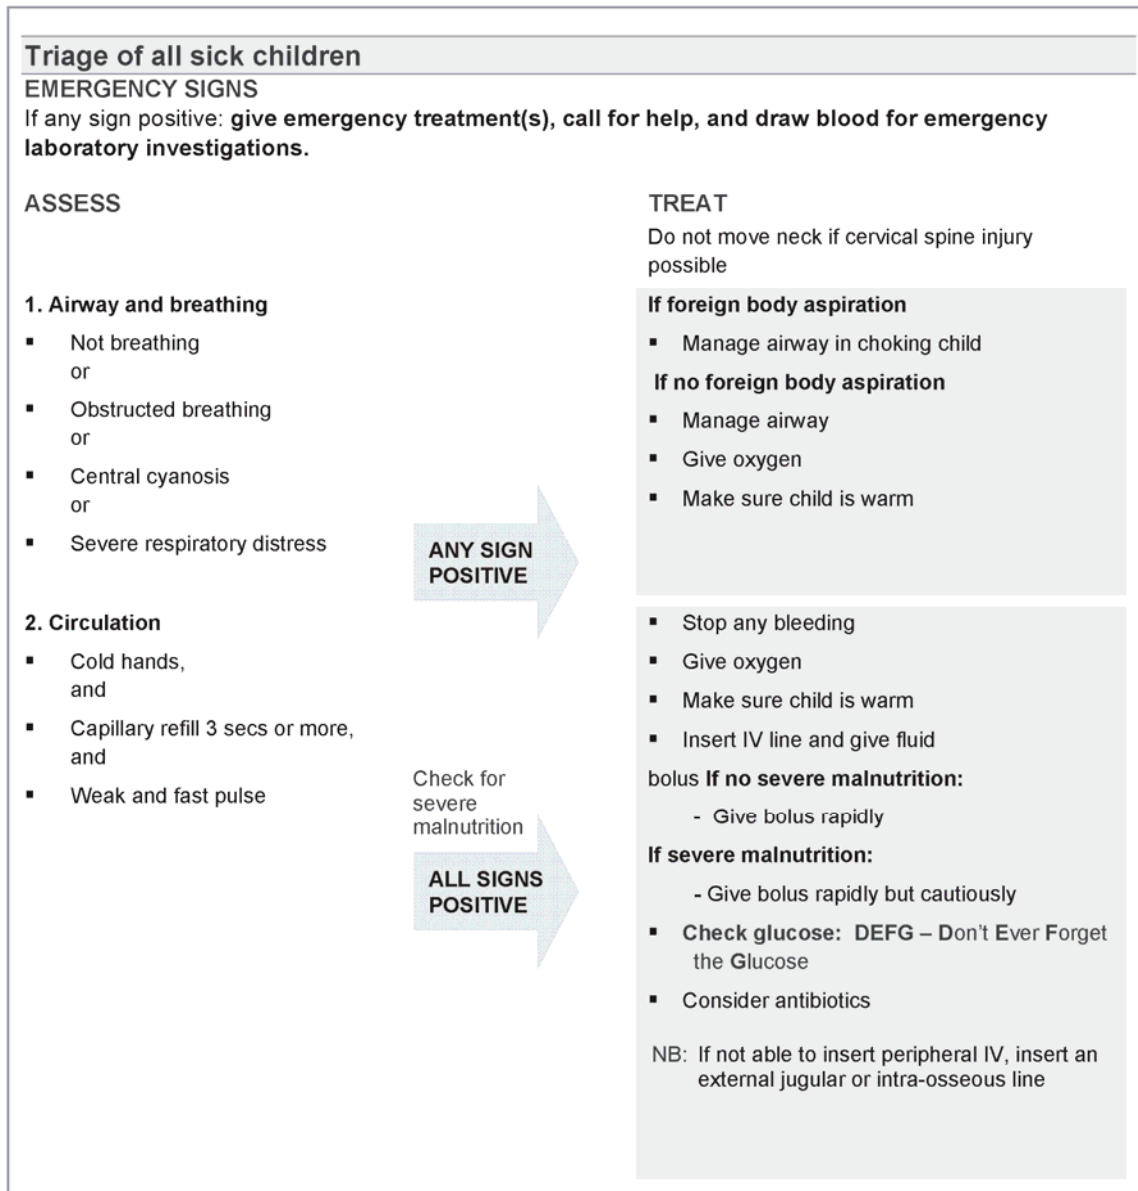 Triage of all sick children
EMERGENCY SIGNS
If any sign positive: give emergency treatment(s), call for help, and draw blood for emergency
laboratory investigations.
ASSESS
TREAT
Do not move neck if cervical spine injury
possible
1. Airway and breathing
▪ Not breathing
or
▪ Obstructed breathing
or
▪ Central cyanosis
or
▪ Severe respiratory distress
ANY SIGN
POSITIVE
If foreign body aspiration
▪ Manage airway in choking child
If no foreign body aspiration
▪ Manage airway
▪ Give oxygen
▪ Make sure child is warm
2. Circulation
▪ Cold hands,
and
▪ Capillary refill 3 secs or more,
and
▪ Weak and fast pulse
Check for
severe
malnutrition
ALL SIGNS
POSITIVE
▪ Stop any bleeding
▪ Give oxygen
▪ Make sure child is warm
▪ Insert IV line and give fluid
bolus If no severe malnutrition:
- Give bolus rapidly
If severe malnutrition:
- Give bolus rapidly but cautiously
▪ Check glucose: DEFG – Don't Ever Forget
the Glucose
▪ Consider antibiotics
NB: If not able to insert peripheral IV, insert an
external jugular or intra-osseous line